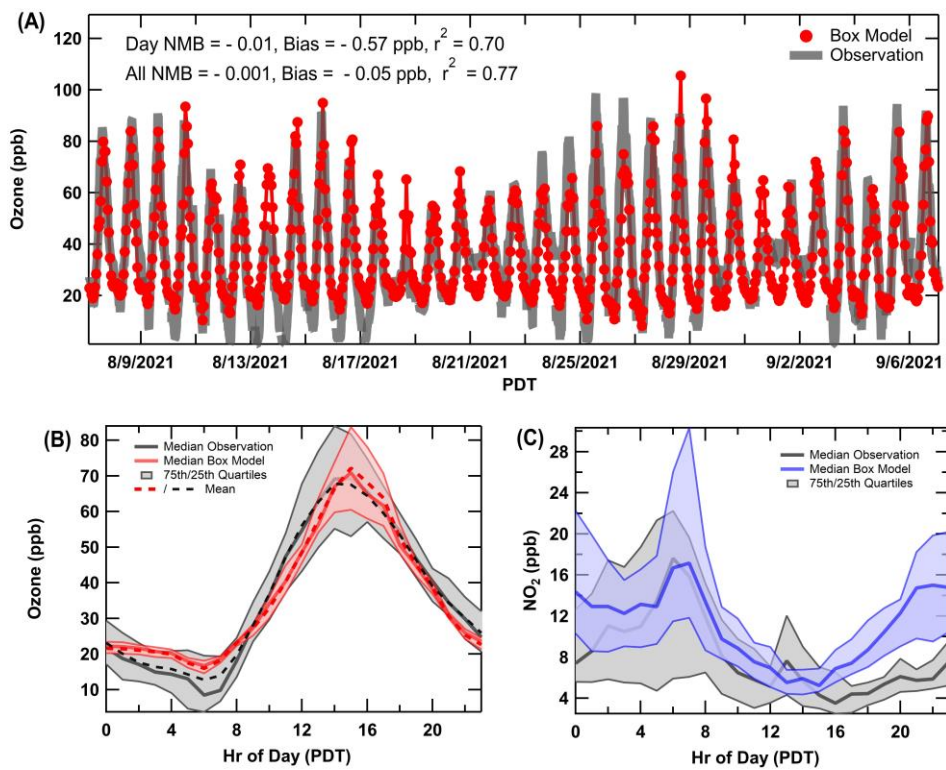 (A)
120
100
80
60
40
20
Ozone (ppb)
Day NMB = - 0.01, Bias = - 0.57 ppb, r² = 0.70
All NMB = - 0.001, Bias = - 0.05 ppb, r² = 0.77
Box Model
Observation
8/9/2021 8/13/2021 8/17/2021 8/21/2021 8/25/2021 8/29/2021 9/2/2021 9/6/2021
PDT
(B)
80
70
60
50
40
30
20
10
Ozone (ppb)
Median Observation
Median Box Model
75th/25th Quartiles
/ Mean
0 4 8 12 16 20
Hr of Day (PDT)
(C)
28
24
20
16
12
8
4
NO₂ (ppb)
Median Observation
Median Box Model
75th/25th Quartiles
0 4 8 12 16 20
Hr of Day (PDT)